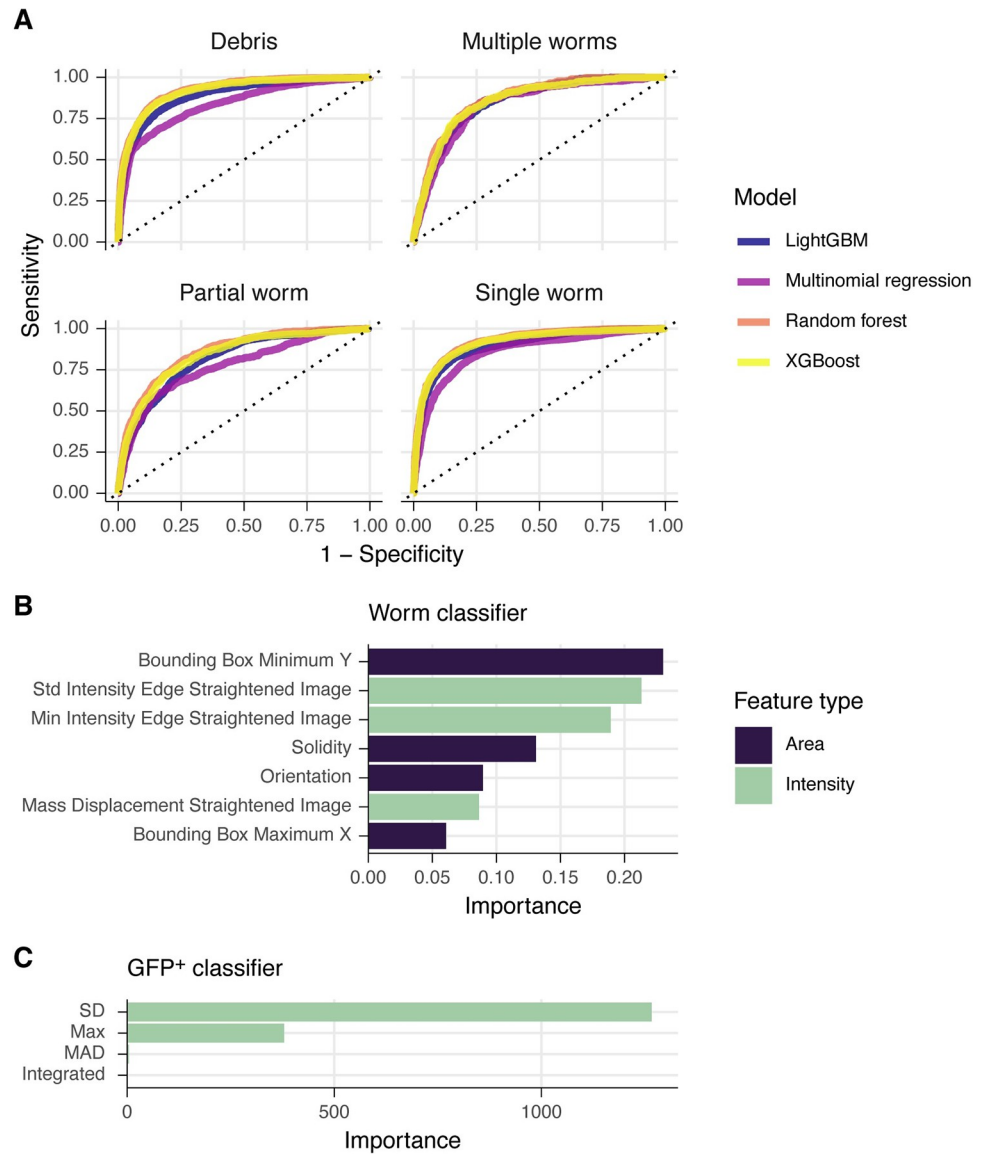 A
Debris
Multiple worms
1.00
0.75
0.50
0.25
0.00
Partial worm
Single worm
1.00
0.75
0.50
0.25
0.00
Sensitivity
0.00 0.25 0.50 0.75 1.00 0.00 0.25 0.50 0.75 1.00
1 − Specificity
Model
LightGBM
Multinomial regression
Random forest
XGBoost
B
Worm classifier
Bounding Box Minimum Y
Std Intensity Edge Straightened Image
Min Intensity Edge Straightened Image
Solidity
Orientation
Mass Displacement Straightened Image
Bounding Box Maximum X
0.00 0.05 0.10 0.15 0.20
Importance
Feature type
Area
Intensity
C
GFP⁺ classifier
SD
Max
MAD
Integrated
0 500 1000
Importance